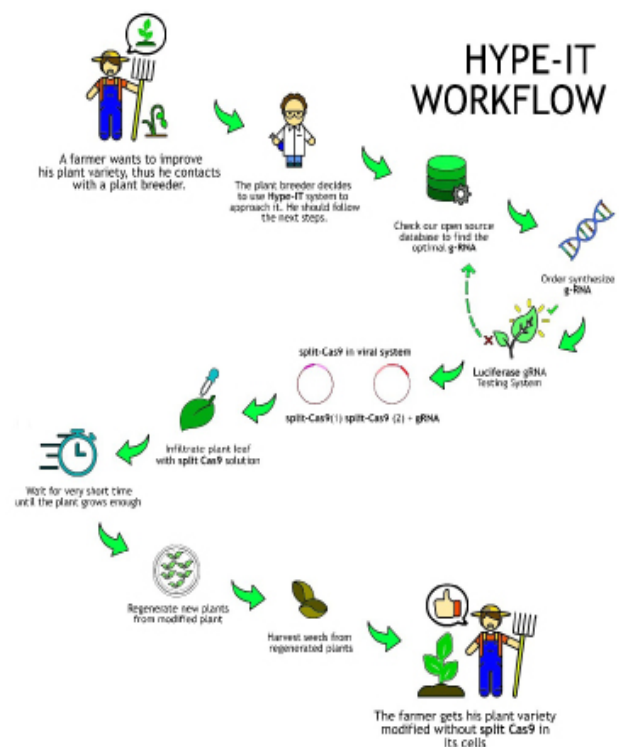 HYPE-IT
WORKFLOW
A farmer wants to improve
his plant variety, thus he contacts
with a plant breeder.
The plant breeder decides
to use Hype-IT system to
approach it. He should follow
the next steps.
Check our open source
database to find the
optimal g-RNA
Order synthesize
g-RNA
Luciferase gRNA
Testing System
split-Cas9 in viral system
split-Cas9(1) split-Cas9 (2) + gRNA
Infiltrate plant leaf
with split Cas9 solution
Wait for very short time
until the plant grows enough
Regenerate new plants
from modified plant
Harvest seeds from
regenerated plants
The farmer gets his plant variety
modified without split Cas9 in
its cells